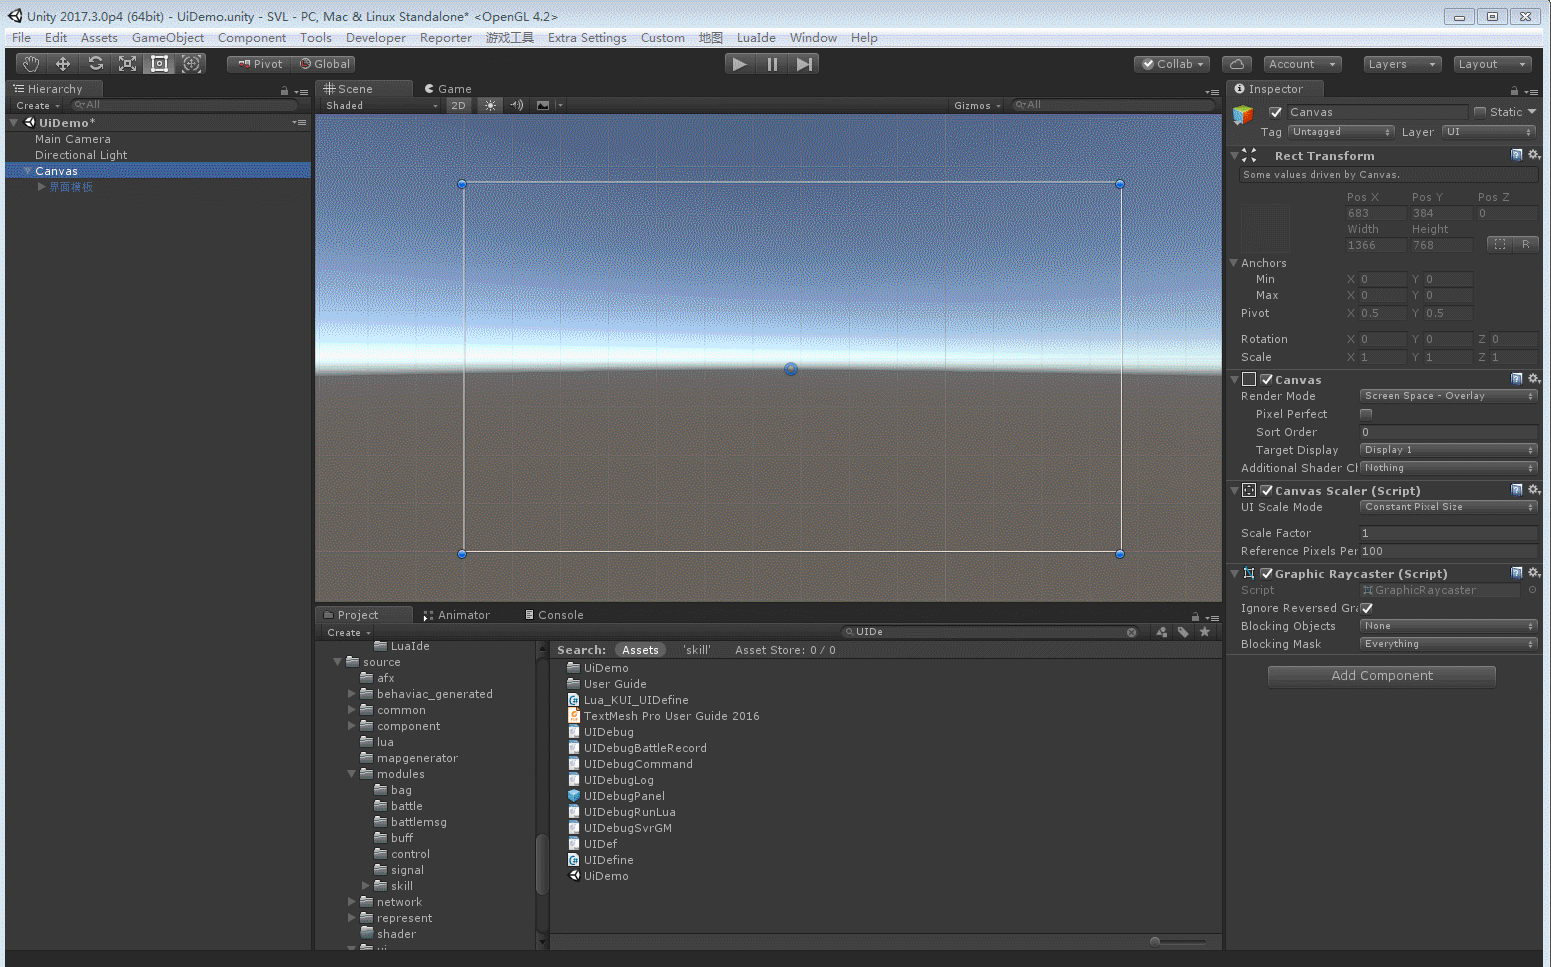 Unity 2017.3.0p4 (64bit) - UiDemo.unity - SVL - PC, Mac & Linux Standalone* <OpenGL 4.2>
File Edit Assets GameObject Component Tools Developer Reporter 游戏工具 Extra Settings Custom 地图 LuaIde Window Help
Pivot Global Collab Account Layers Layout
Hierarchy
Create All
UiDemo*
Main Camera
Directional Light
Canvas
界面模板
Scene Game
Shaded 2D Gizmos All
Project Animator Console
Create UIDe
LuaIde
source
afx
behaviac_generated
common
component
lua
mapgenerator
modules
bag
battle
battlemsg
buff
control
signal
skill
network
represent
shader
ui
Search: Assets 'skill' Asset Store: 0 / 0
UiDemo
User Guide
Lua_KUI_UIDefine
TextMesh Pro User Guide 2016
UIDebug
UIDebugBattleRecord
UIDebugCommand
UIDebugLog
UIDebugPanel
UIDebugRunLua
UIDebugSvrGM
UIDef
UIDefine
UiDemo
Inspector
Canvas Static
Tag Untagged Layer UI
Rect Transform
Some values driven by Canvas.
Pos X Pos Y Pos Z
683 384 0
Width Height
1366 768 R
Anchors
Min X 0 Y 0
Max X 0 Y 0
Pivot X 0.5 Y 0.5
Rotation X 0 Y 0 Z 0
Scale X 1 Y 1 Z 1
Canvas
Render Mode Screen Space - Overlay
Pixel Perfect
Sort Order 0
Target Display Display 1
Additional Shader Ch Nothing
Canvas Scaler (Script)
UI Scale Mode Constant Pixel Size
Scale Factor 1
Reference Pixels Per 100
Graphic Raycaster (Script)
Script GraphicRaycaster
Ignore Reversed Gra
Blocking Objects None
Blocking Mask Everything
Add Component